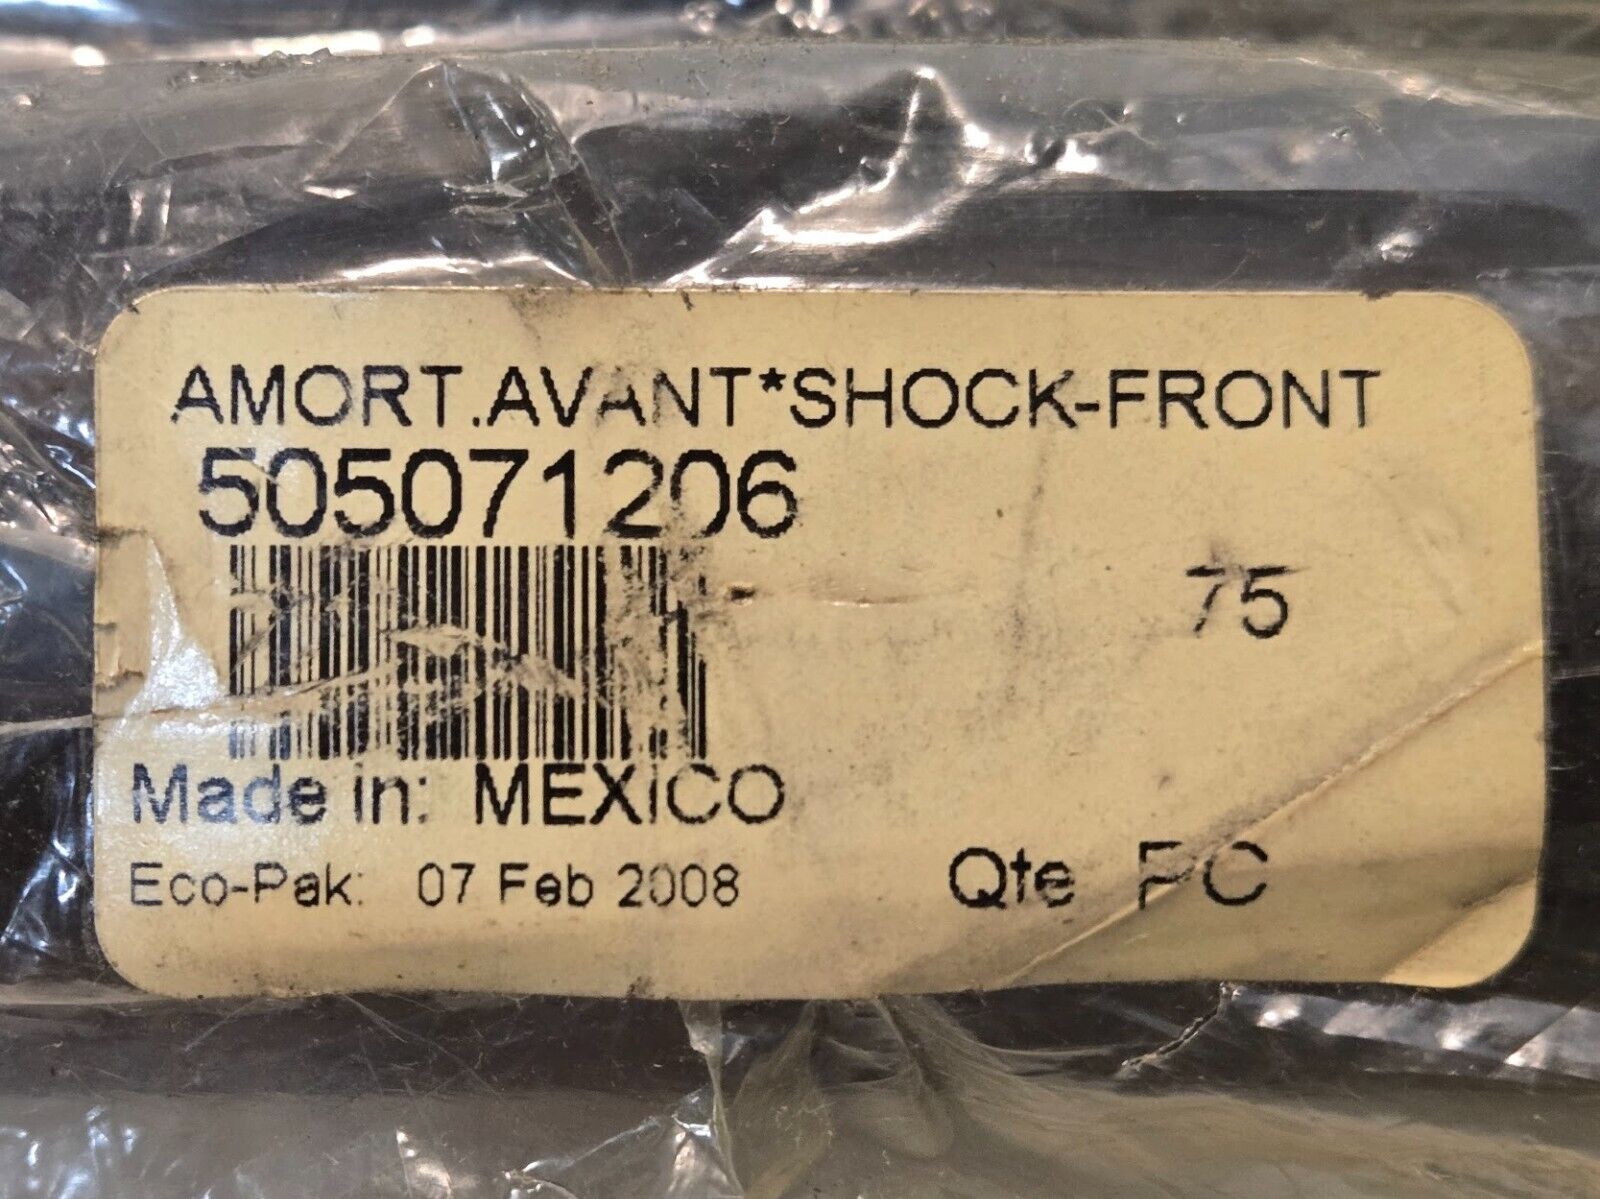 AMORT.AVANT*SHOCK-FRONT
505071206
75
Made in: MEXICO
Eco-Pak: 07 Feb 2008
Qte PC